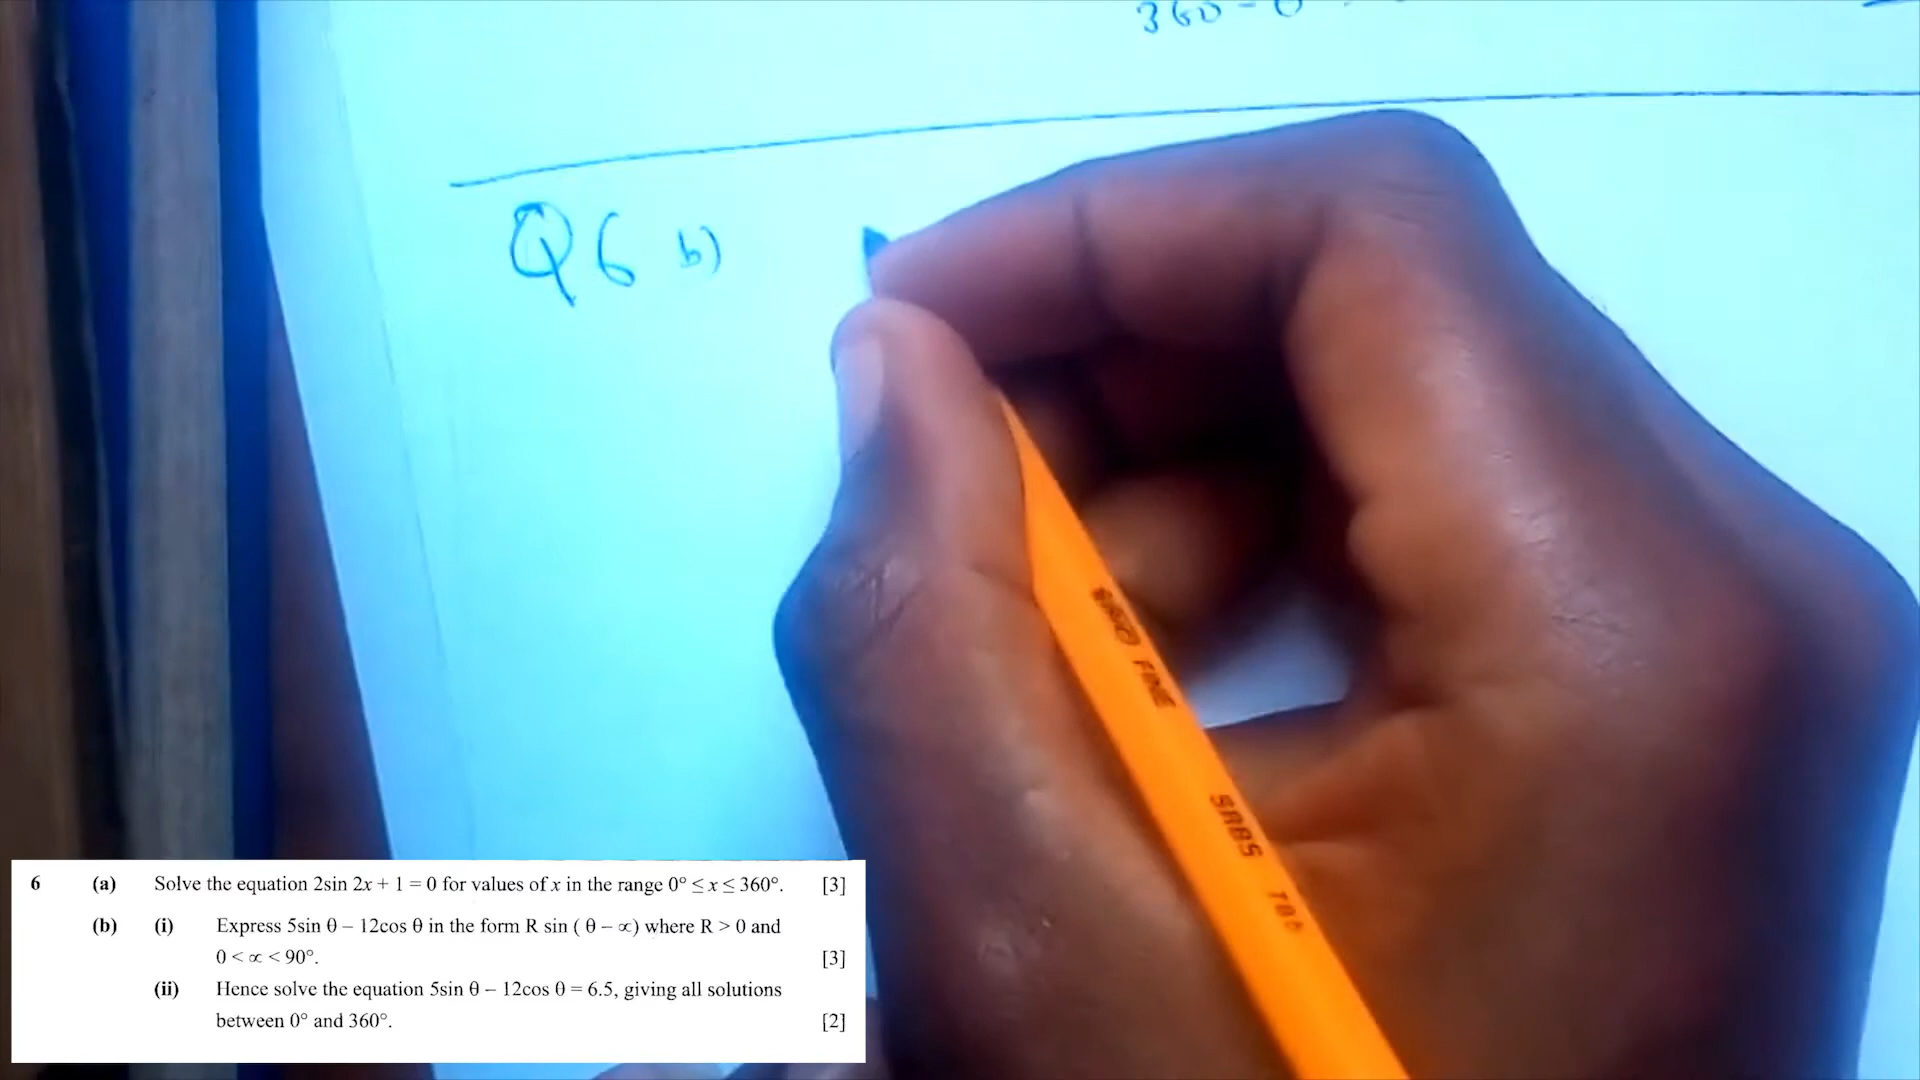 360 - θ
Q6 b)
FINE
SABS
6 (a) Solve the equation 2sin 2x + 1 = 0 for values of x in the range 0° ≤ x ≤ 360°. [3]
(b) (i) Express 5sin θ – 12cos θ in the form R sin ( θ – ∝) where R > 0 and
0 < ∝ < 90°. [3]
(ii) Hence solve the equation 5sin θ – 12cos θ = 6.5, giving all solutions
between 0° and 360°. [2]